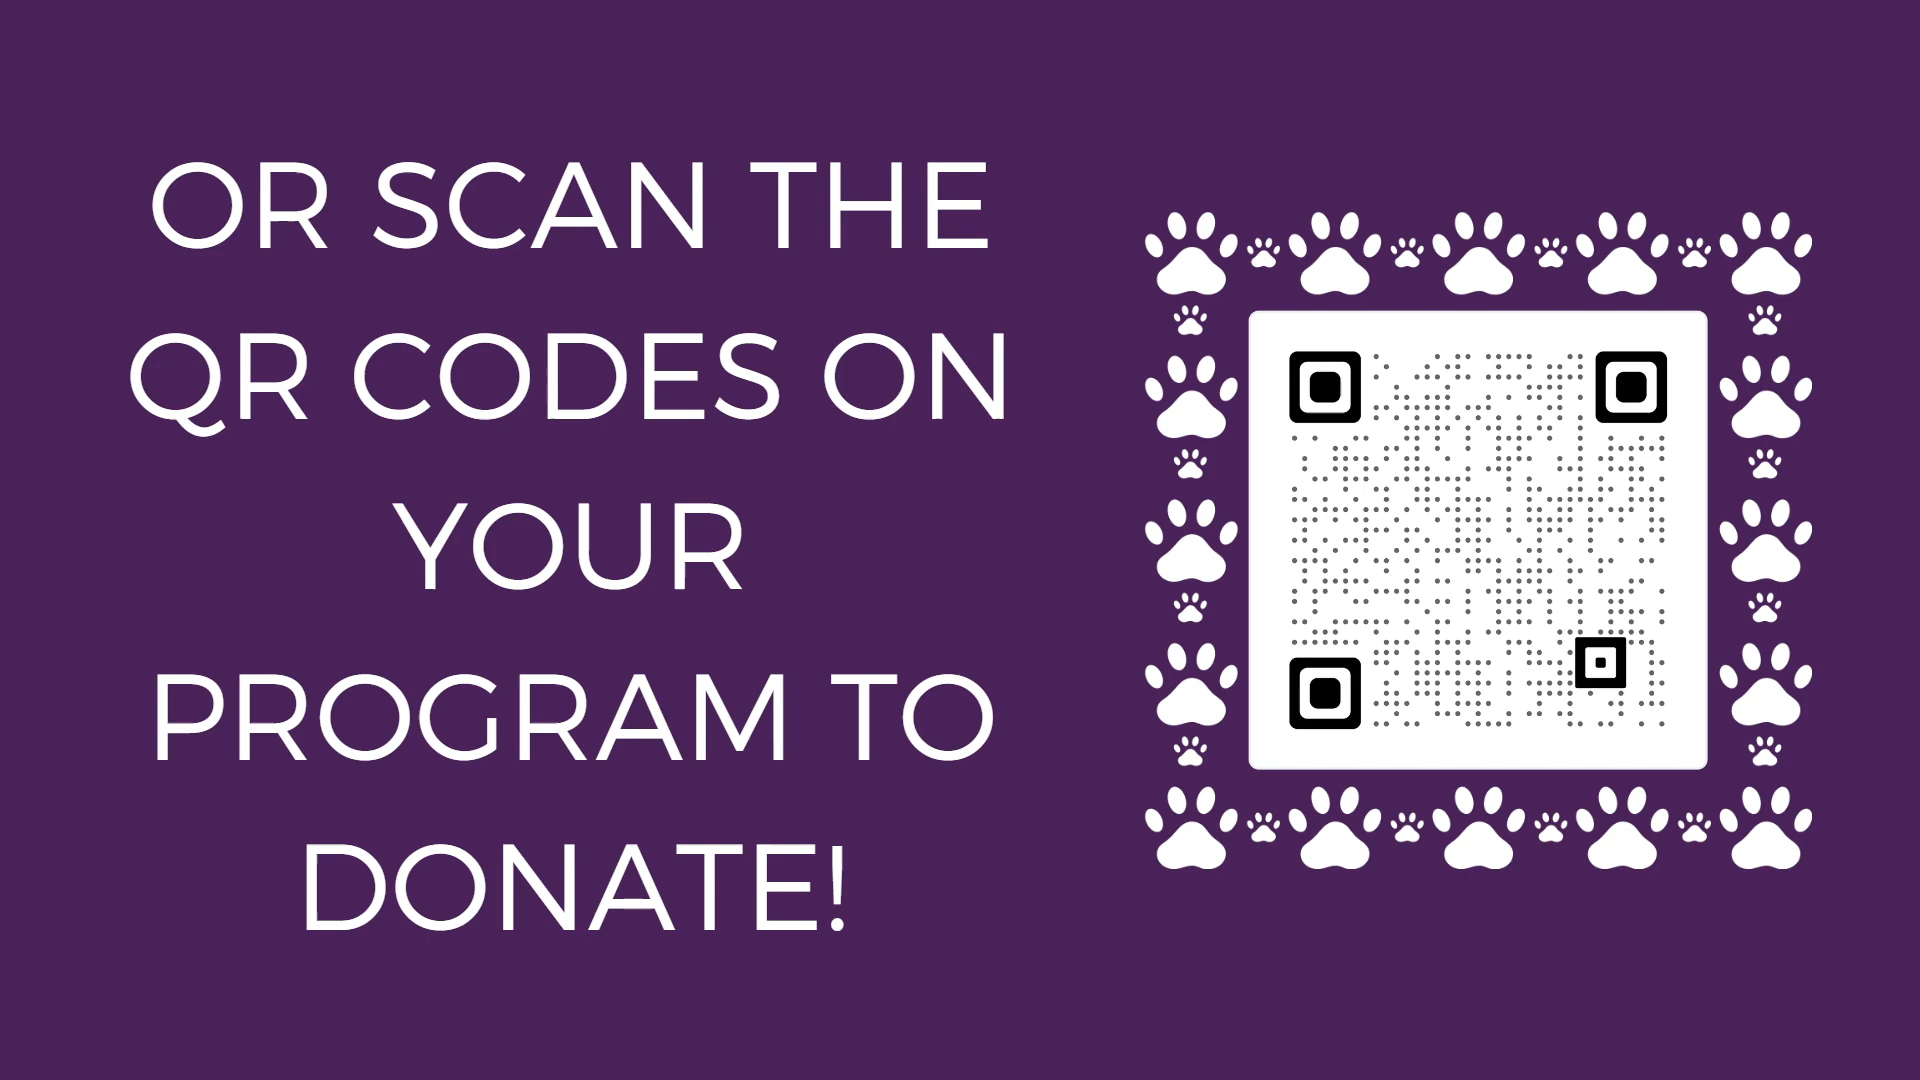 OR SCAN THE
QR CODES ON
YOUR
PROGRAM TO
DONATE!